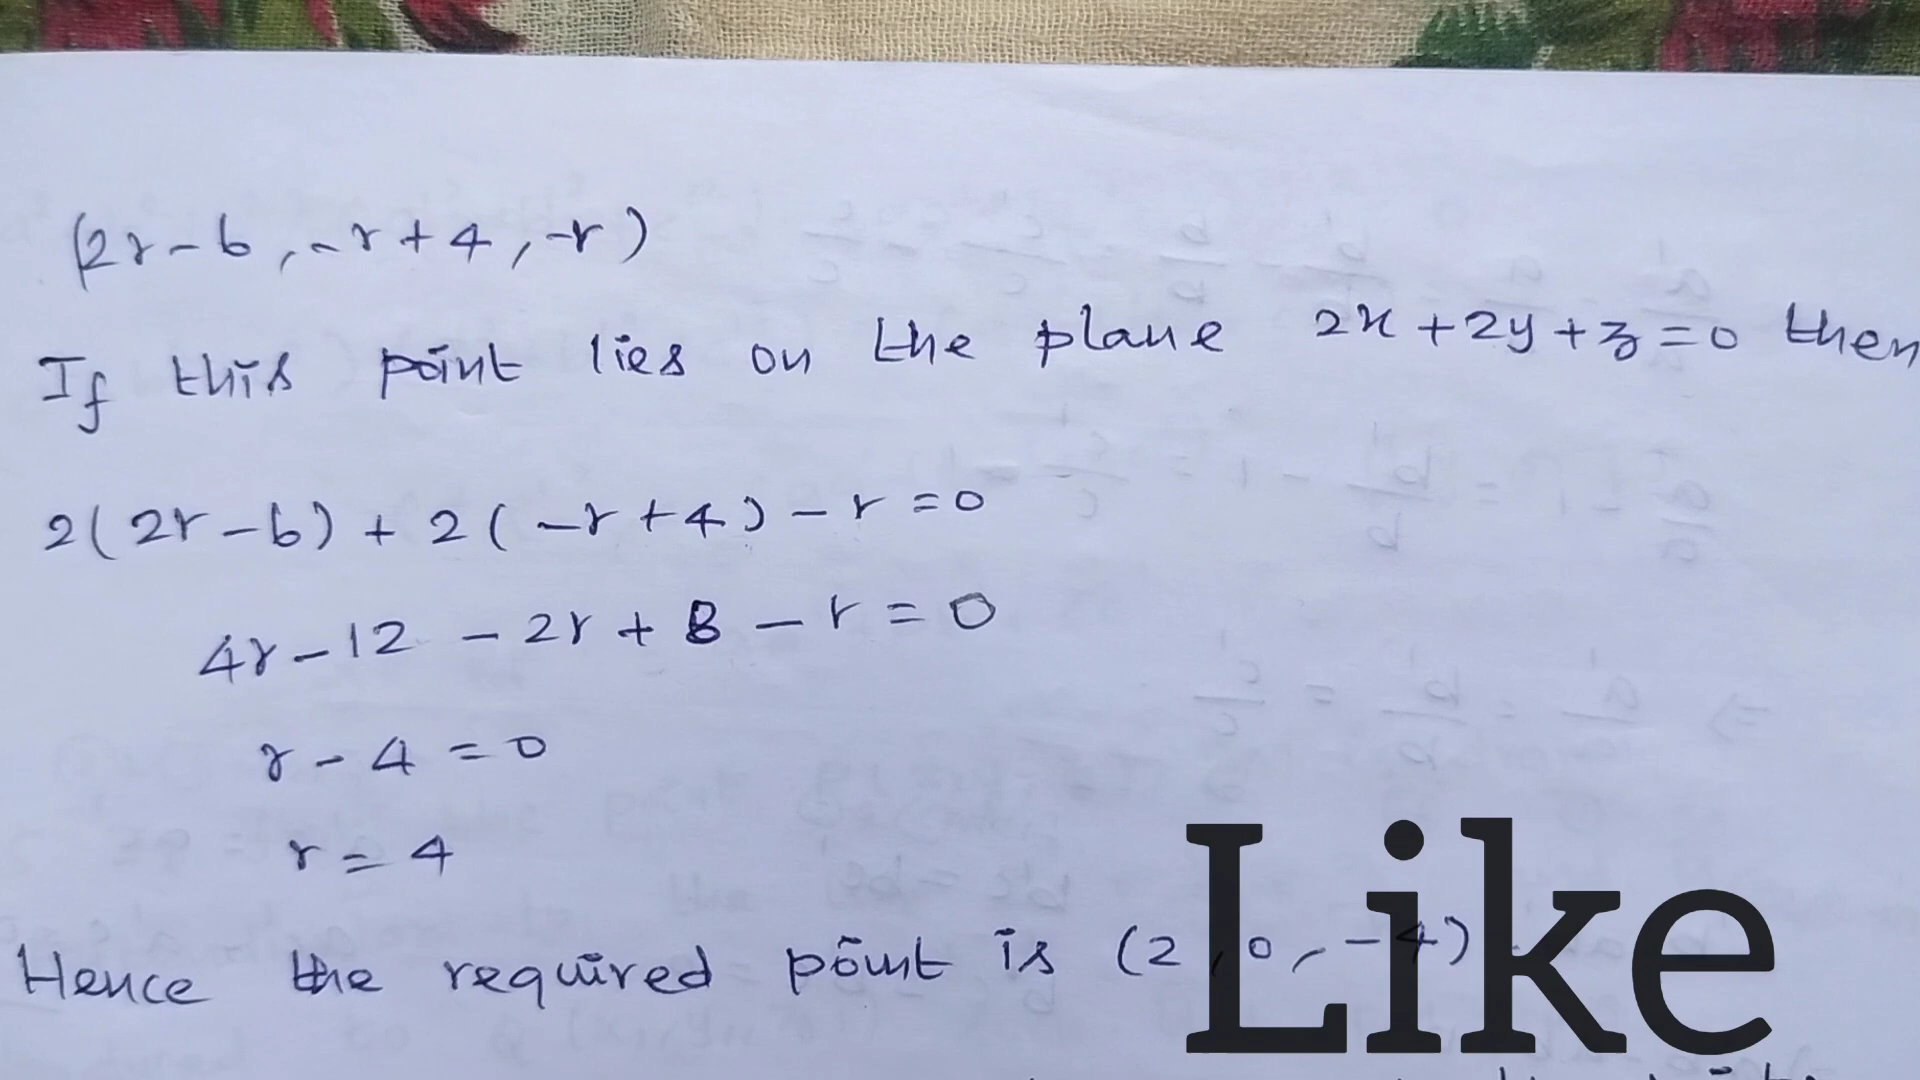 (2r-6, -r+4, -r)
If this point lies on the plane 2x+2y+z=0 then
2(2r-6)+2(-r+4)-r=0
4r-12-2r+8-r=0
r-4=0
r=4
Hence the required point is (2, 0, -4)
Like